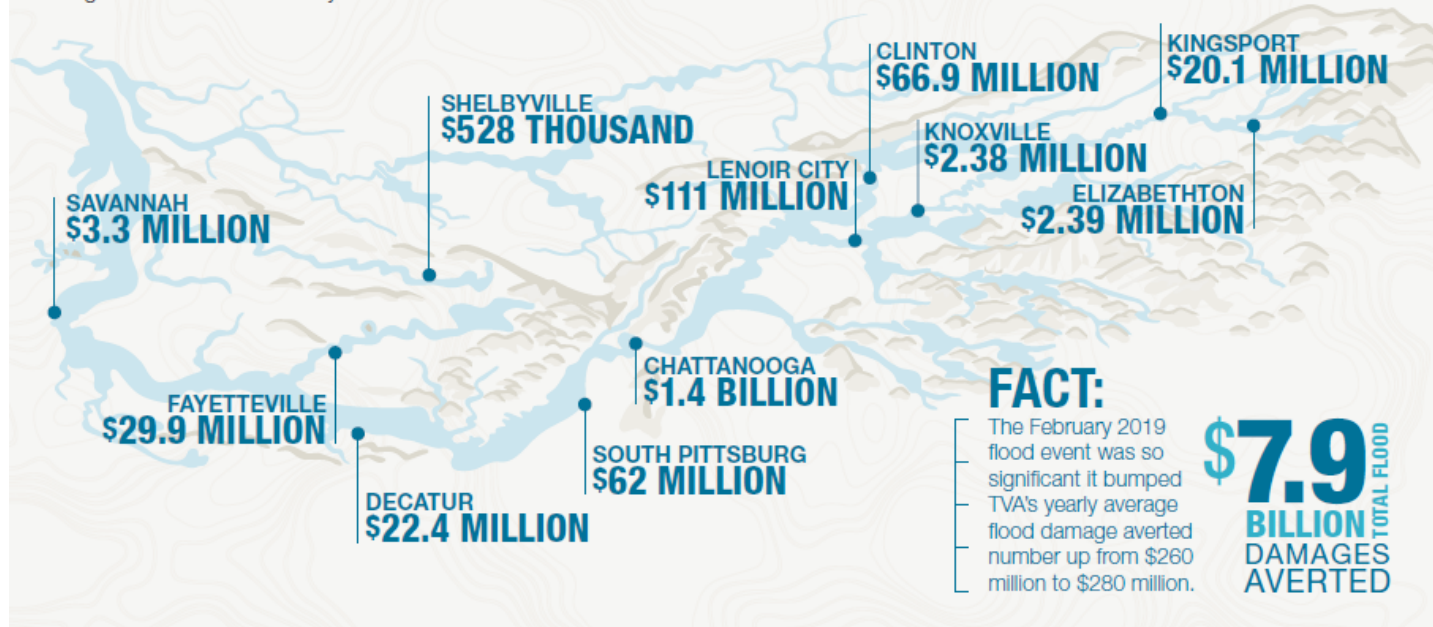 CLINTON
$66.9 MILLION
KINGSPORT
$20.1 MILLION
SHELBYVILLE
$528 THOUSAND
KNOXVILLE
$2.38 MILLION
LENOIR CITY
$111 MILLION
ELIZABETHTON
$2.39 MILLION
SAVANNAH
$3.3 MILLION
CHATTANOOGA
$1.4 BILLION
FAYETTEVILLE
$29.9 MILLION
SOUTH PITTSBURG
$62 MILLION
DECATUR
$22.4 MILLION
FACT:
The February 2019
flood event was so
significant it bumped
TVA's yearly average
flood damage averted
number up from $260
million to $280 million.
$7.9
BILLION
TOTAL FLOOD
DAMAGES
AVERTED